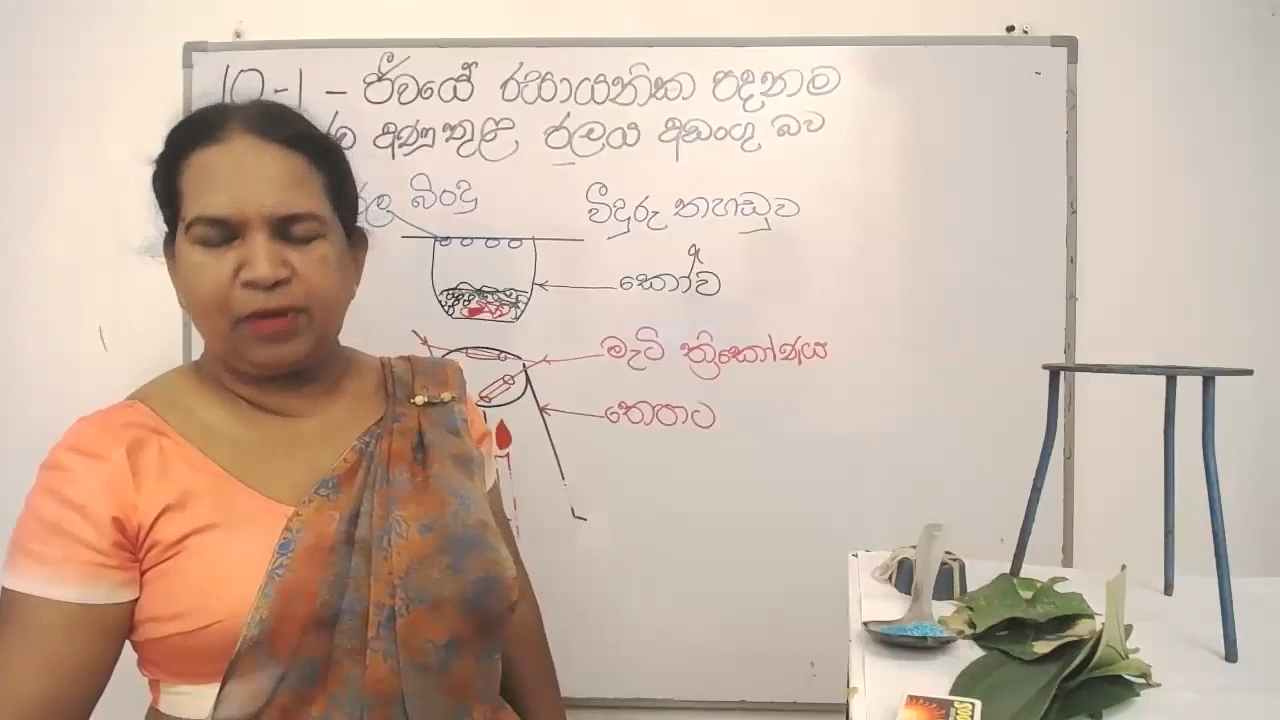 10-1 - ජීවයේ රසායනික පදනම
අණු තුළ ජලය අඩංගු බව
බිංදු
වීදුරු තහඩුව
කෝව
මැටි ත්‍රිකෝණය
තෙපාව